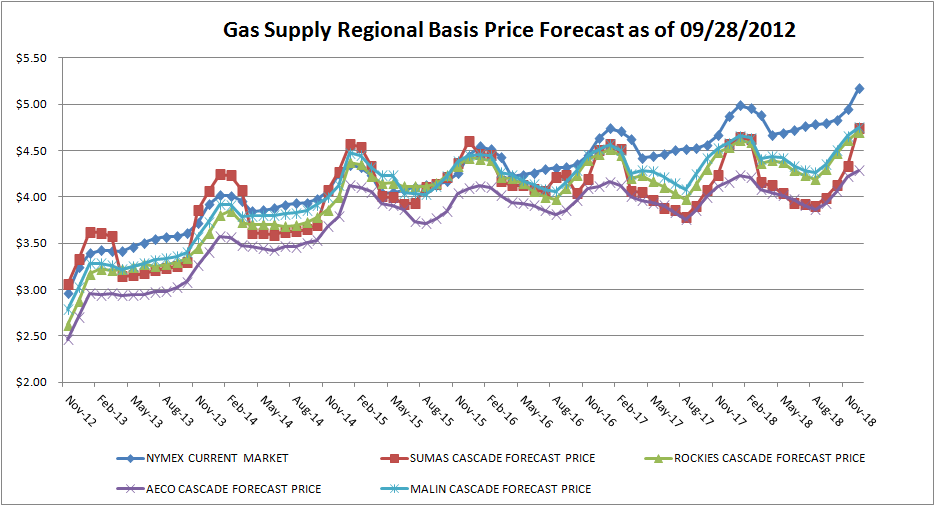 Gas Supply Regional Basis Price Forecast as of 09/28/2012
$5.50
$5.00
$4.50
$4.00
$3.50
$3.00
$2.50
$2.00
Nov-12
Feb-13
May-13
Aug-13
Nov-13
Feb-14
May-14
Aug-14
Nov-14
Feb-15
May-15
Aug-15
Nov-15
Feb-16
May-16
Aug-16
Nov-16
Feb-17
May-17
Aug-17
Nov-17
Feb-18
May-18
Aug-18
Nov-18
NYMEX CURRENT MARKET
SUMAS CASCADE FORECAST PRICE
ROCKIES CASCADE FORECAST PRICE
AECO CASCADE FORECAST PRICE
MALIN CASCADE FORECAST PRICE